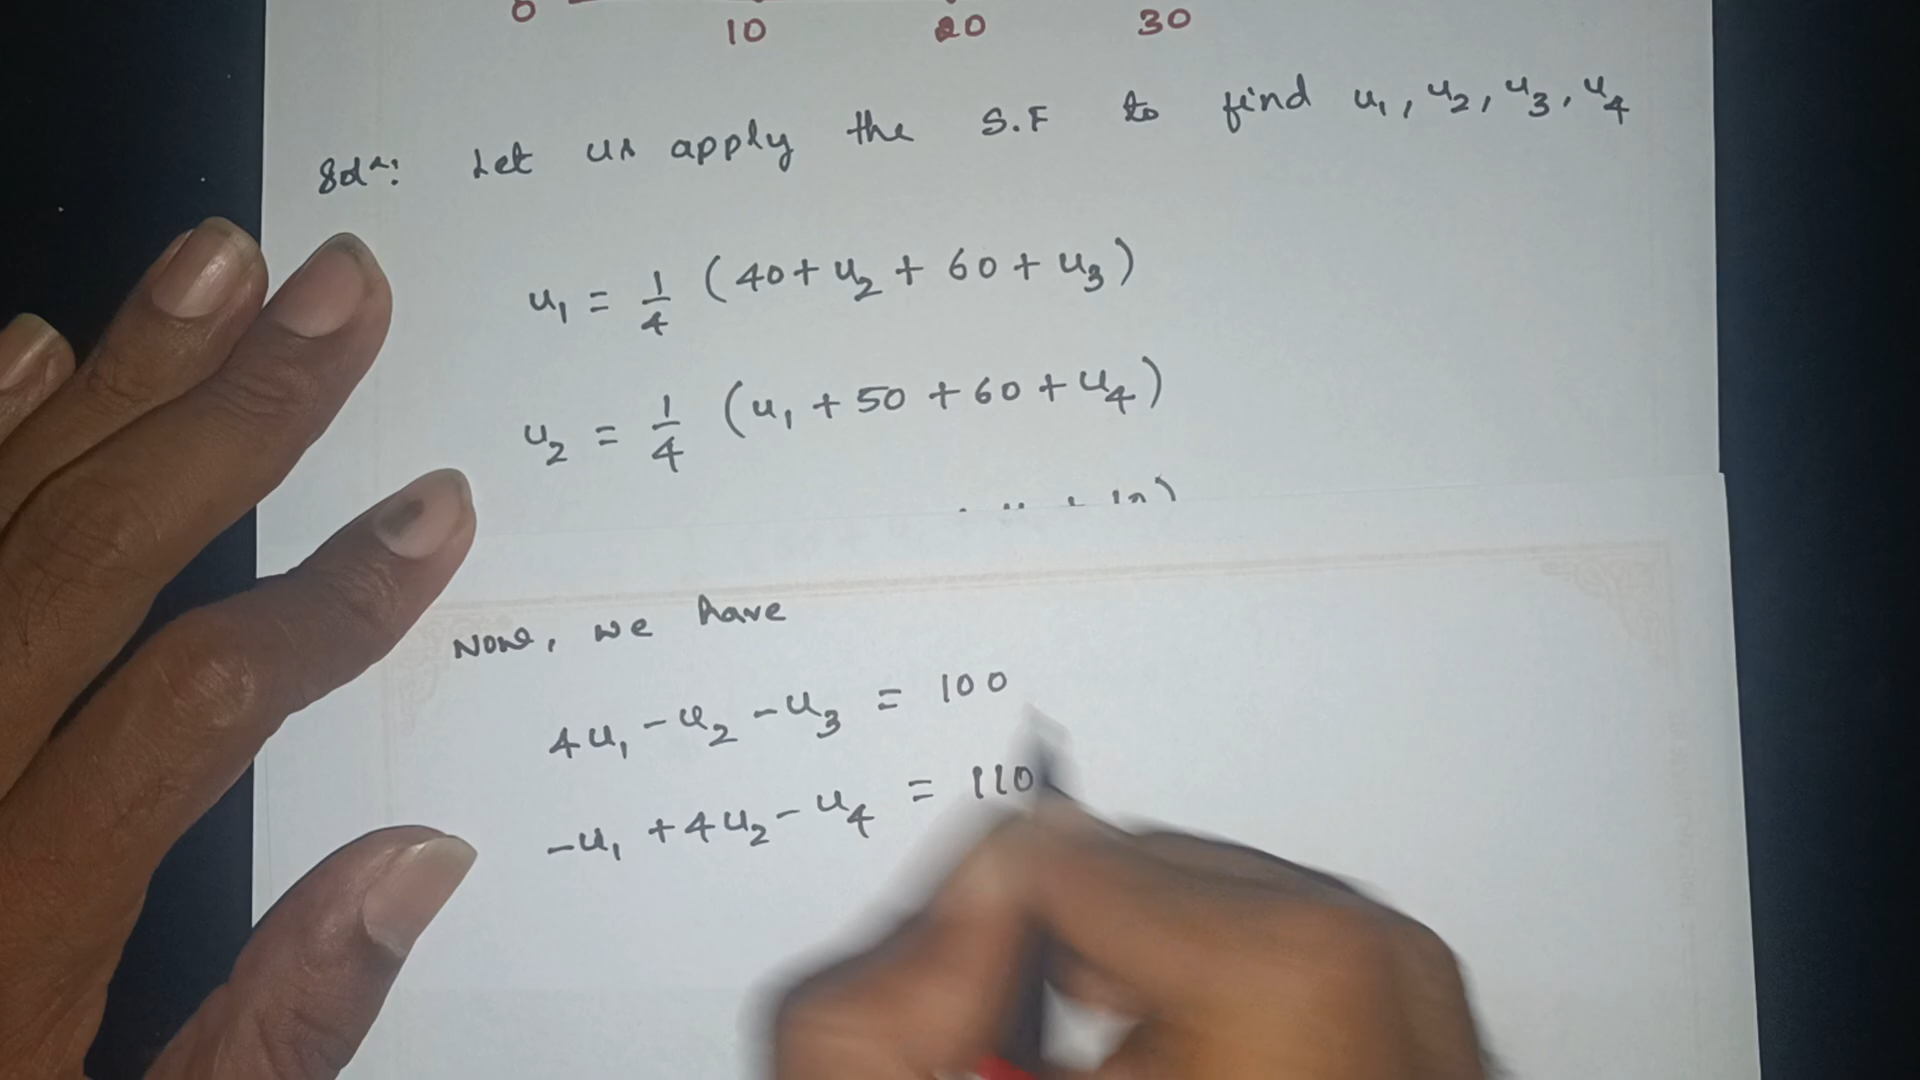 0 10 20 30
Soln: Let us apply the S.F to find u₁, u₂, u₃, u₄
u₁ = 1/4 (40 + u₂ + 60 + u₃)
u₂ = 1/4 (u₁ + 50 + 60 + u₄)
Now, we have
4u₁ - u₂ - u₃ = 100
-u₁ + 4u₂ - u₄ = 110